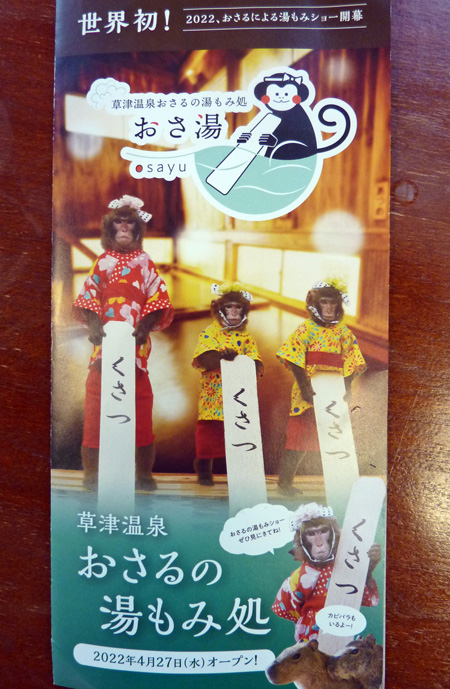 世界初！
2022、おさるによる湯もみショー開幕
草津温泉おさるの湯もみ処
おさ湯
osayu
くさつ
くさつ
くさつ
草津温泉
おさるの
湯もみ処
2022年4月27日(水)オープン！
おさるの湯もみショー
ぜひ見にきてね！
くさつ
カピバラも
いるよー！